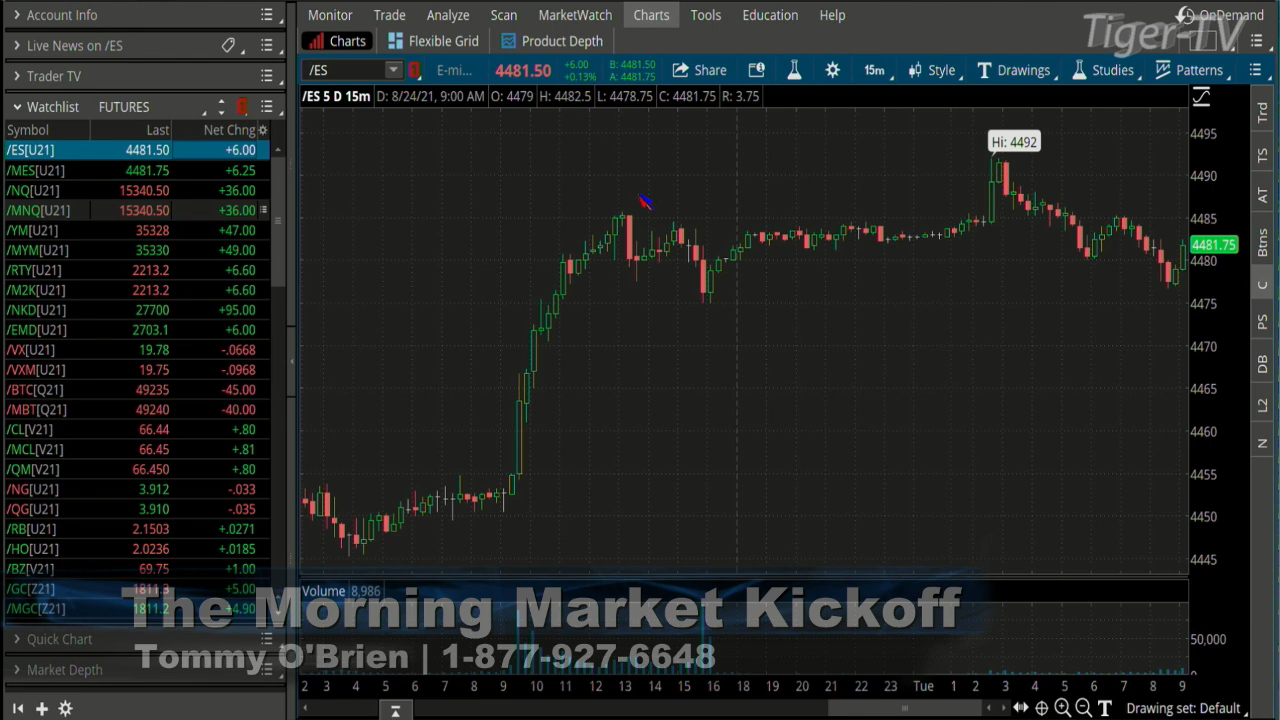 Account Info
Live News on /ES
Trader TV
Watchlist FUTURES
Symbol Last Net Chng
/ES[U21] 4481.50 +6.00
/MES[U21] 4481.75 +6.25
/NQ[U21] 15340.50 +36.00
/MNQ[U21] 15340.50 +36.00
/YM[U21] 35328 +47.00
/MYM[U21] 35330 +49.00
/RTY[U21] 2213.2 +6.60
/M2K[U21] 2213.2 +6.60
/NKD[U21] 27700 +95.00
/EMD[U21] 2703.1 +6.00
/VX[U21] 19.78 -.0668
/VXM[U21] 19.75 -.0968
/BTC[Q21] 49235 -45.00
/MBT[Q21] 49240 -40.00
/CL[V21] 66.44 +.80
/MCL[V21] 66.45 +.81
/QM[V21] 66.450 +.80
/NG[U21] 3.912 -.033
/QG[U21] 3.910 -.035
/RB[U21] 2.1503 +.0271
/HO[U21] 2.0236 +.0185
/BZ[V21] 69.75 +1.00
/GC[Z21] 1811.3 +5.00
/MGC[Z21] 1811.2 +4.90
Quick Chart
Market Depth
Monitor Trade Analyze Scan MarketWatch Charts Tools Education Help
OnDemand
Tiger-TV
Charts Flexible Grid Product Depth
/ES 1 E-mi... 4481.50 +6.00 +0.13% B: 4481.50 A: 4481.75 Share 15m Style Drawings Studies Patterns
/ES 5 D 15m D: 8/24/21, 9:00 AM O: 4479 H: 4482.5 L: 4478.75 C: 4481.75 R: 3.75
Hi: 4492
4495
4490
4485
4481.75
4480
4475
4470
4465
4460
4455
4450
4445
Trd
TS
AT
Btns
C
PS
DB
L2
N
Volume 8,986
50,000
The Morning Market Kickoff
Tommy O'Brien | 1-877-927-6648
2 3 4 5 6 7 8 9 10 11 12 13 14 15 16 18 19 20 21 22 23 Tue 1 2 3 4 5 6 7 8 9
Drawing set: Default